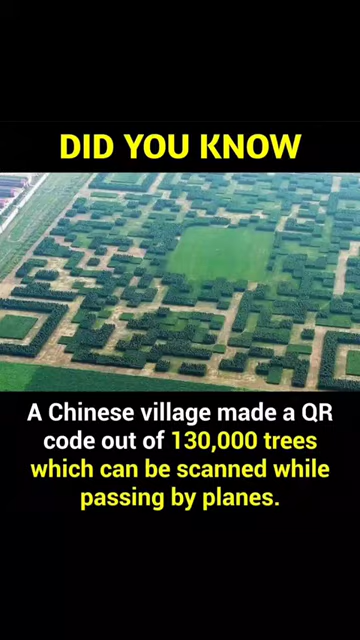 DID YOU KNOW
A Chinese village made a QR
code out of 130,000 trees
which can be scanned while
passing by planes.